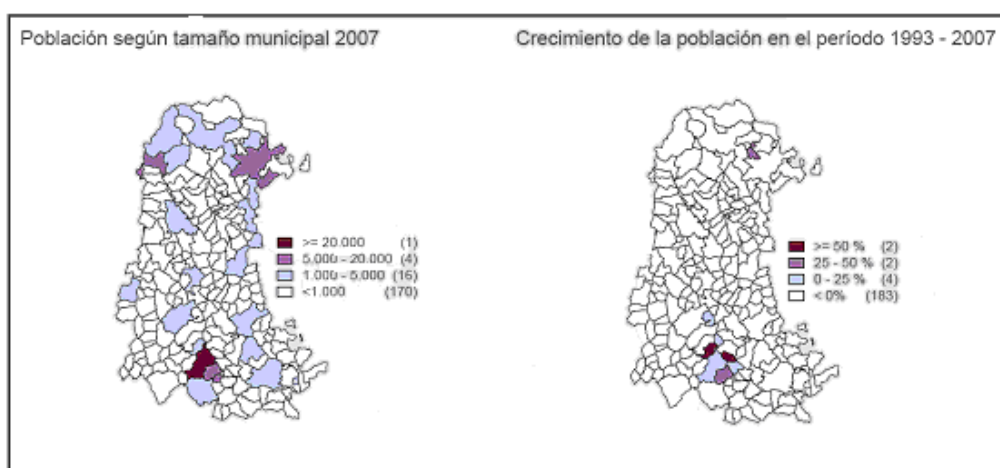 Población según tamaño municipal 2007
Crecimiento de la población en el período 1993 - 2007
>= 20.000 (1)
5.000 - 20.000 (4)
1.000 - 5.000 (16)
<1.000 (170)
>= 50 % (2)
25 - 50 % (2)
0 - 25 % (4)
< 0% (183)